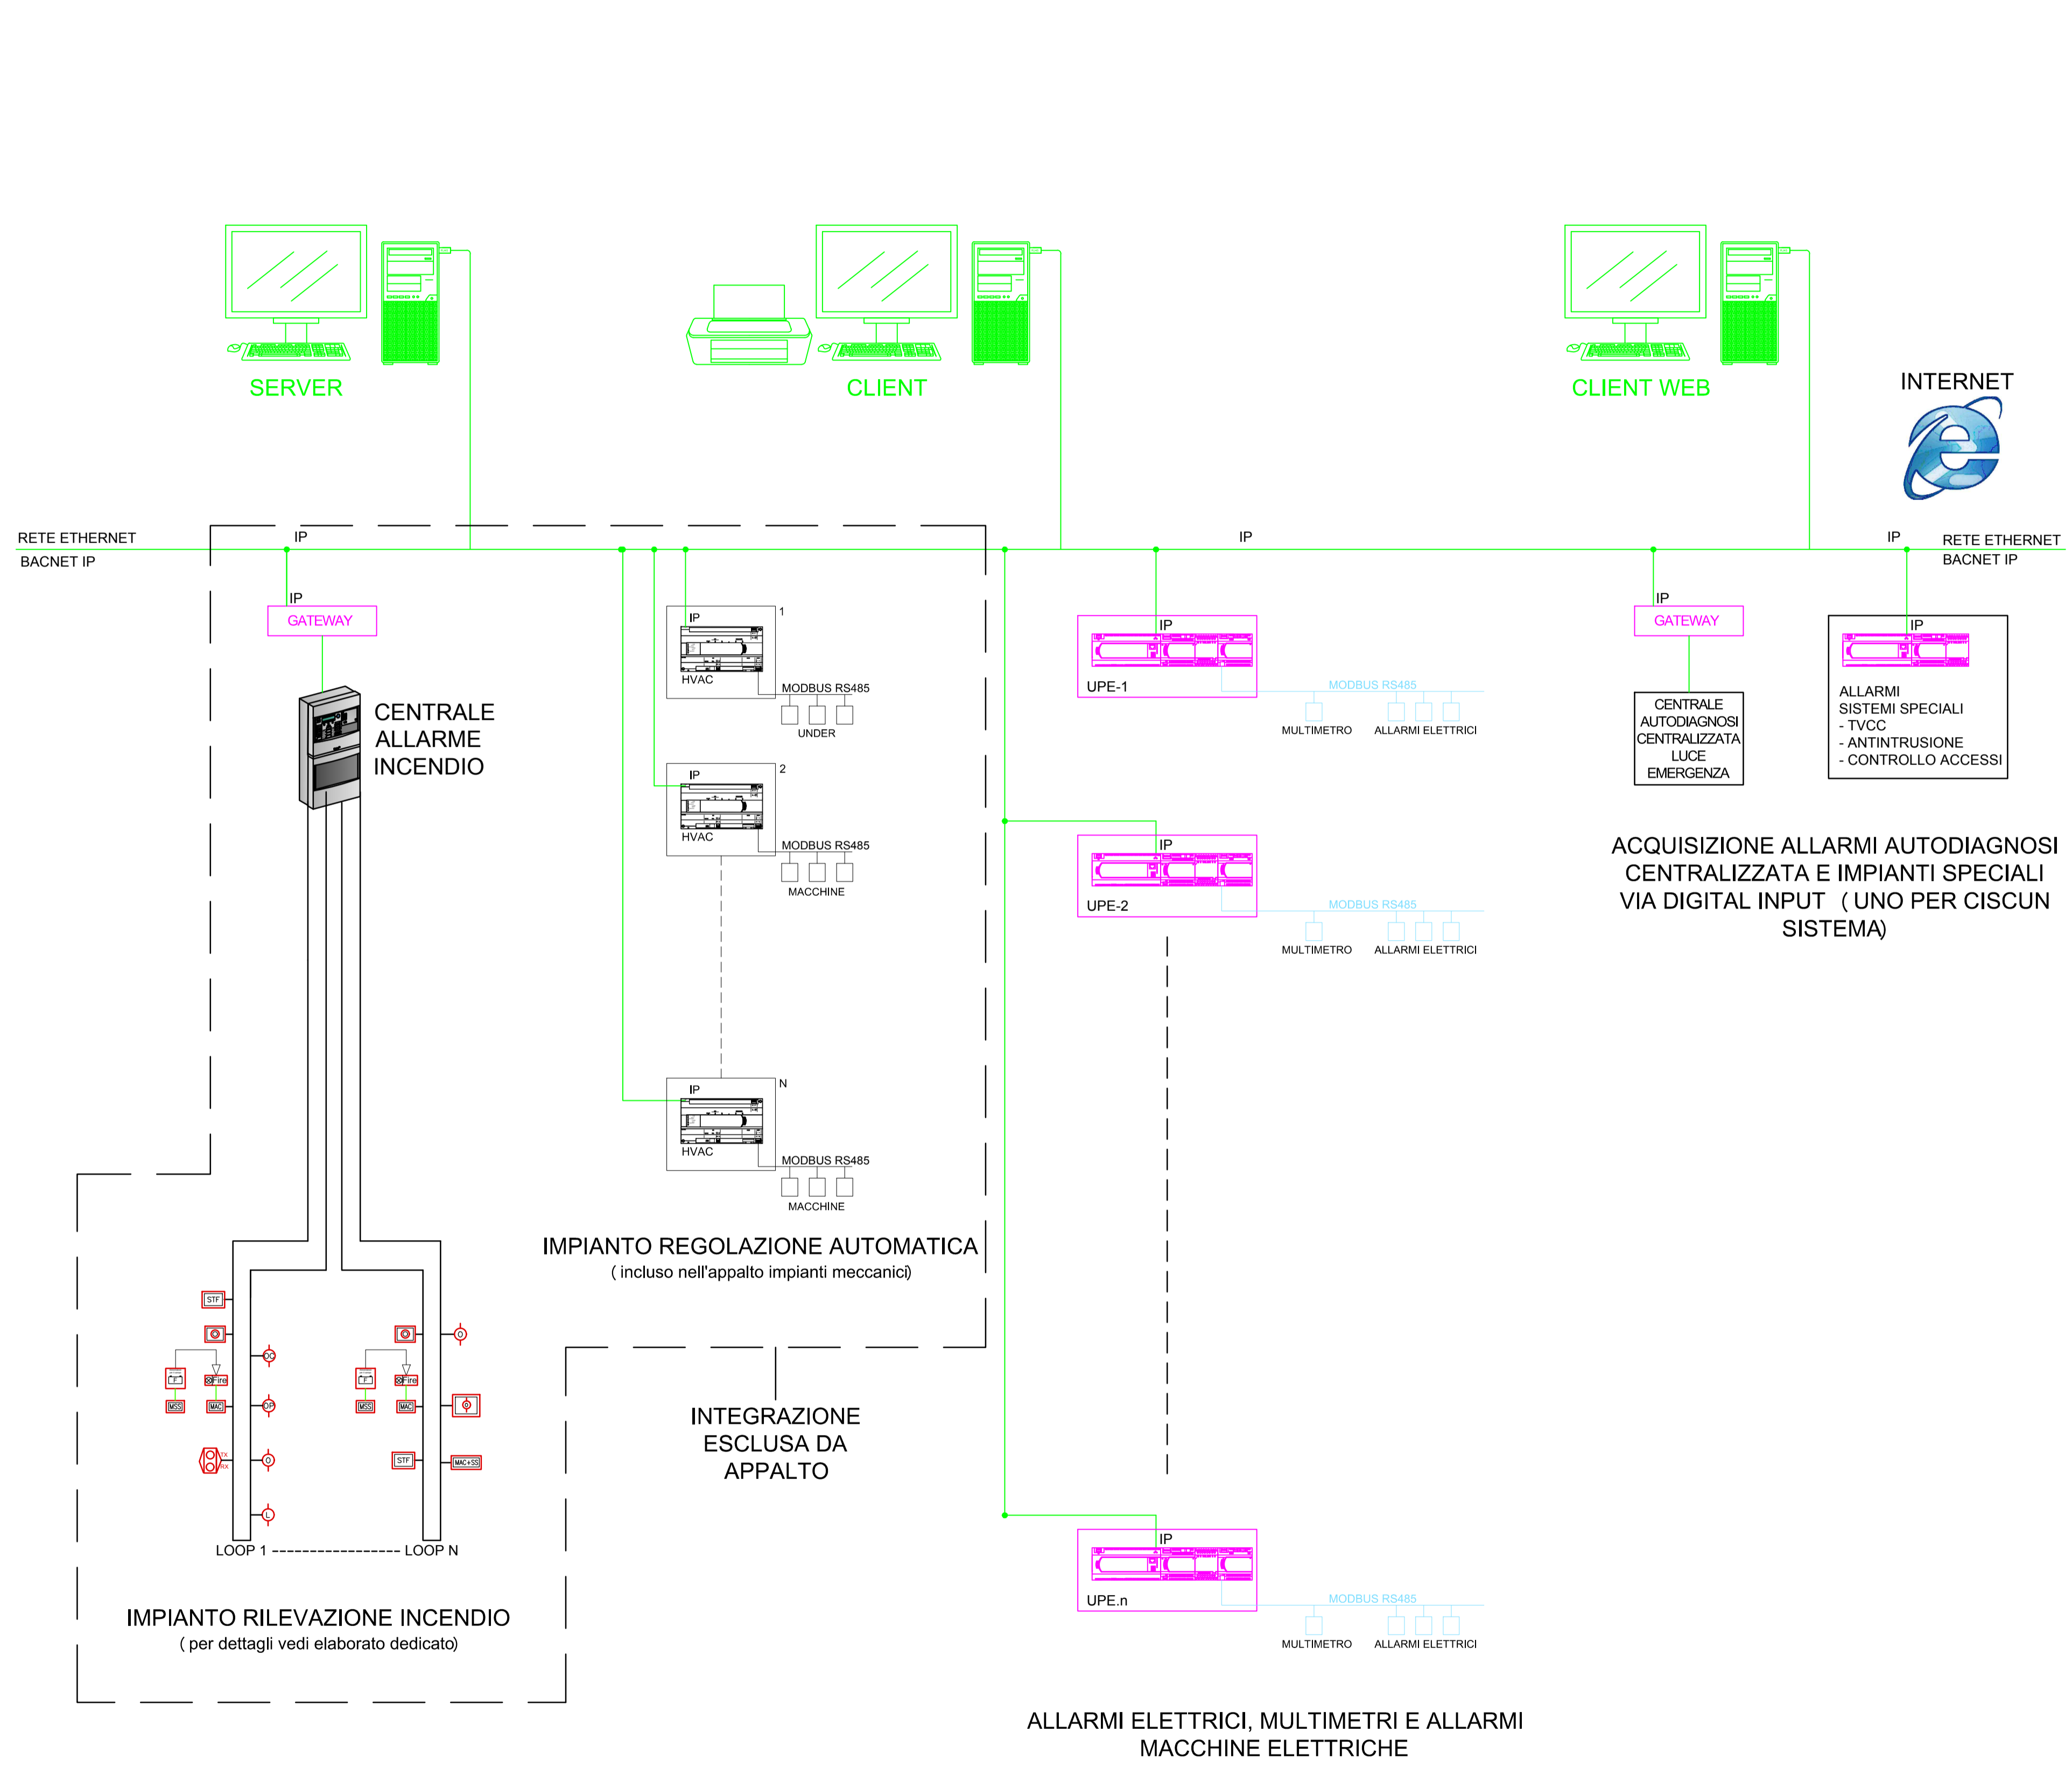 SERVER
CLIENT
CLIENT WEB
INTERNET
RETE ETHERNET
BACNET IP
IP
IP
IP
RETE ETHERNET
BACNET IP
IP
GATEWAY
CENTRALE
ALLARME
INCENDIO
1
IP
HVAC
MODBUS RS485
UNDER
2
IP
HVAC
MODBUS RS485
MACCHINE
N
IP
HVAC
MODBUS RS485
MACCHINE
IMPIANTO REGOLAZIONE AUTOMATICA
( incluso nell'appalto impianti meccanici)
IP
UPE-1
MODBUS RS485
MULTIMETRO
ALLARMI ELETTRICI
IP
UPE-2
MODBUS RS485
MULTIMETRO
ALLARMI ELETTRICI
IP
UPE.n
MODBUS RS485
MULTIMETRO
ALLARMI ELETTRICI
ALLARMI ELETTRICI, MULTIMETRI E ALLARMI
MACCHINE ELETTRICHE
IP
GATEWAY
CENTRALE
AUTODIAGNOSI
CENTRALIZZATA
LUCE
EMERGENZA
IP
ALLARMI
SISTEMI SPECIALI
- TVCC
- ANTINTRUSIONE
- CONTROLLO ACCESSI
ACQUISIZIONE ALLARMI AUTODIAGNOSI
CENTRALIZZATA E IMPIANTI SPECIALI
VIA DIGITAL INPUT ( UNO PER CISCUN
SISTEMA)
INTEGRAZIONE
ESCLUSA DA
APPALTO
STF
OC
F
Fire
MSS
MAC
OP
TX
RX
O
L
O
F
Fire
MSS
MAC
STF
MAC+SS
LOOP 1 ----------------- LOOP N
IMPIANTO RILEVAZIONE INCENDIO
( per dettagli vedi elaborato dedicato)